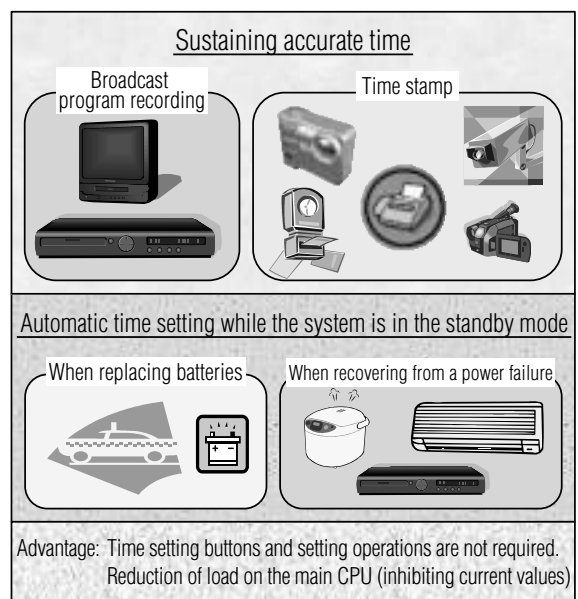 Sustaining accurate time
Broadcast
program recording
Time stamp
Automatic time setting while the system is in the standby mode
When replacing batteries
When recovering from a power failure
+ -
Advantage: Time setting buttons and setting operations are not required.
Reduction of load on the main CPU (inhibiting current values)